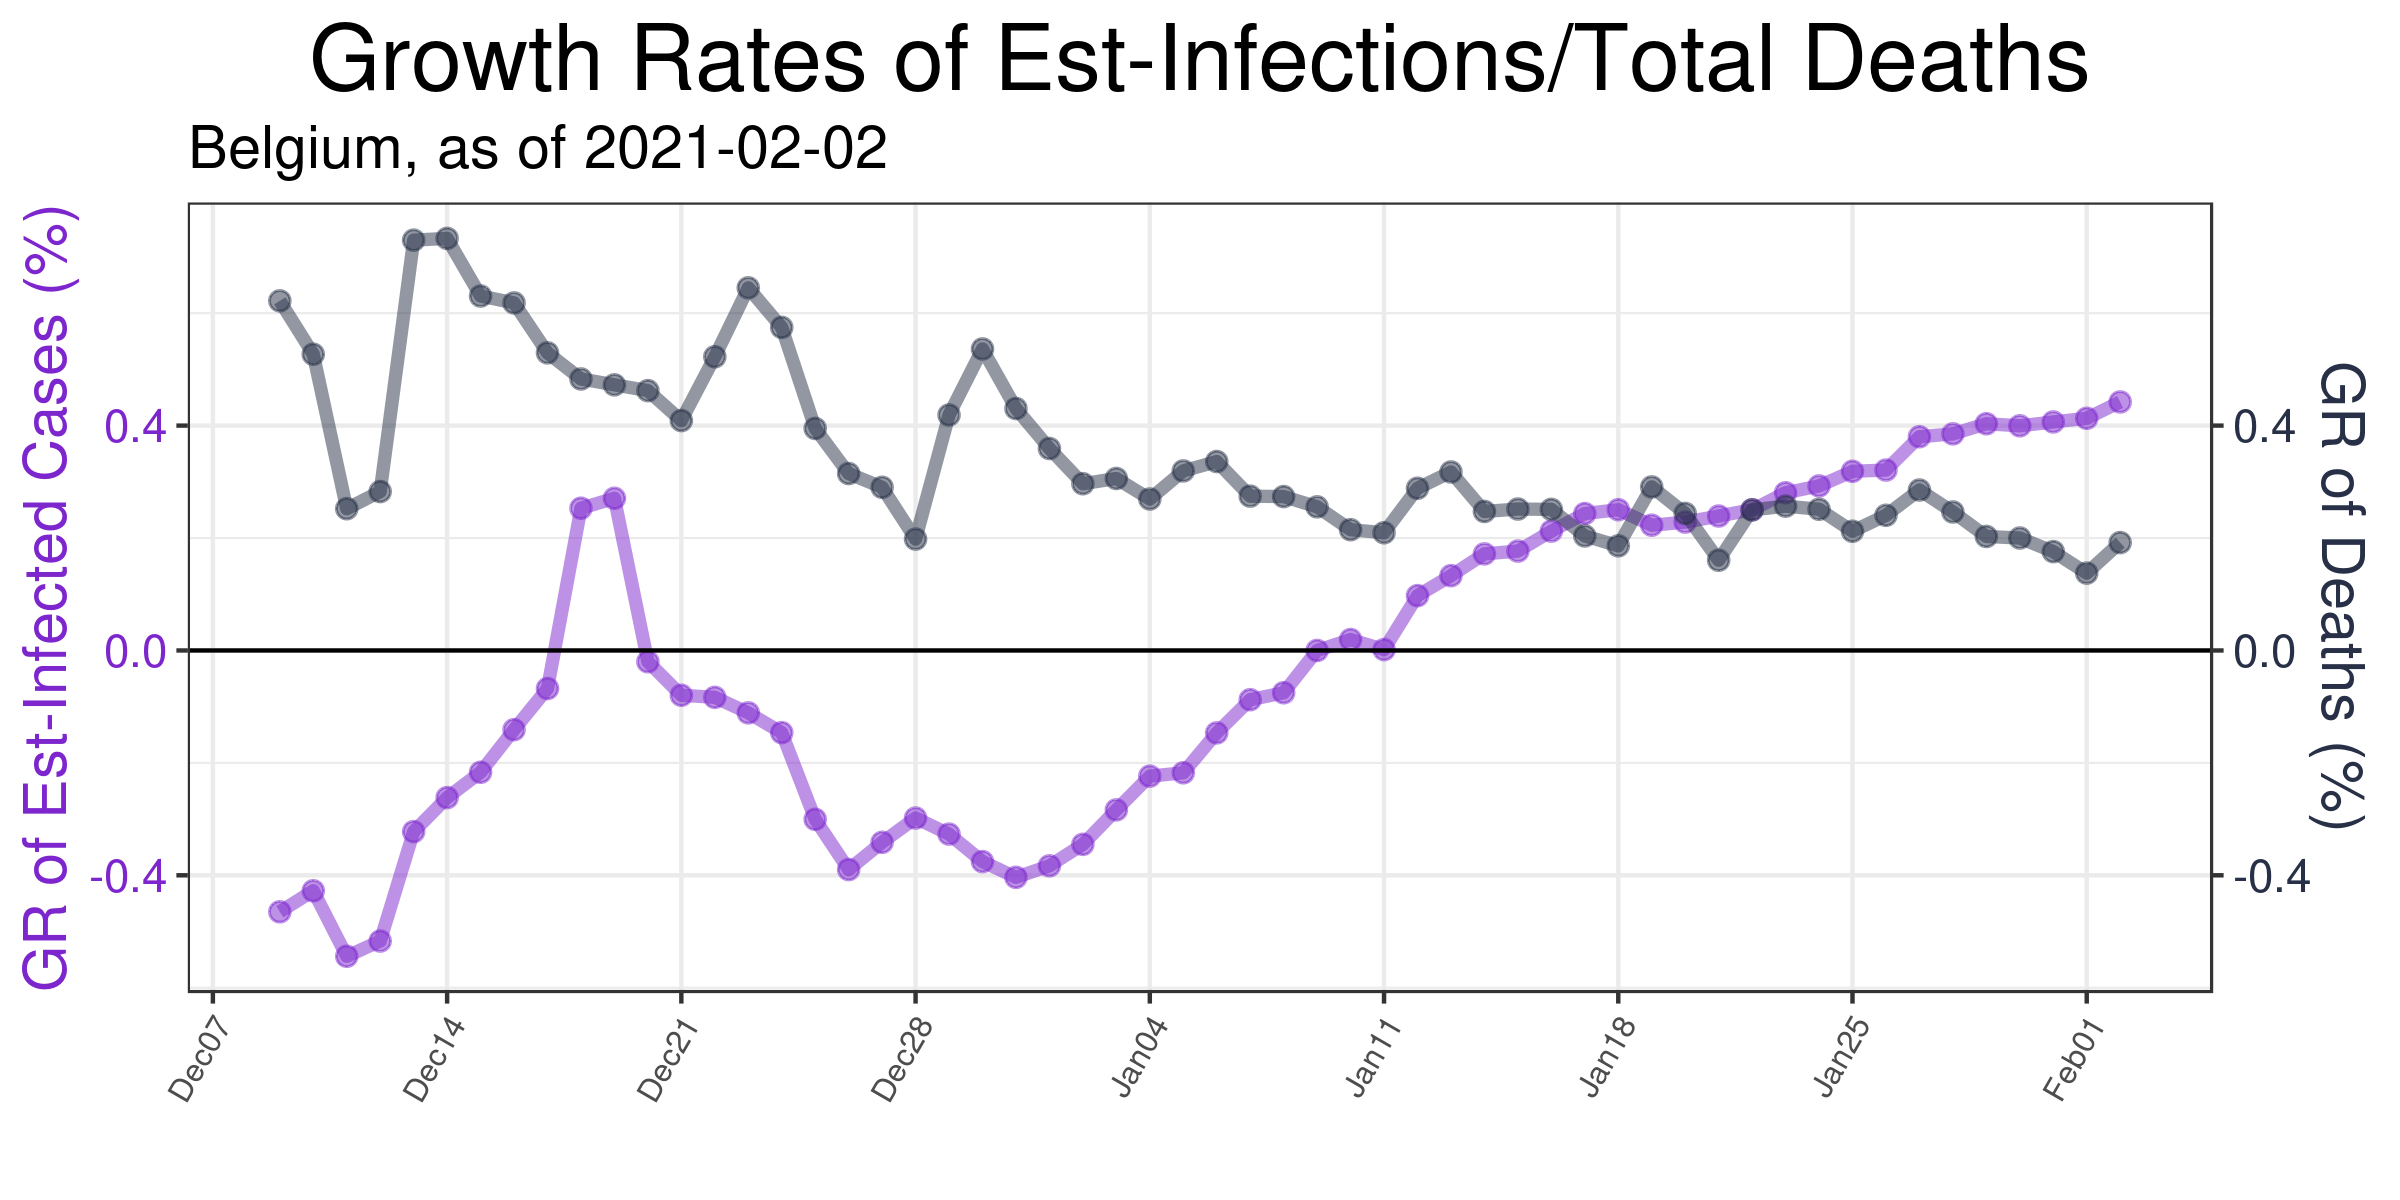 Growth Rates of Est-Infections/Total Deaths
Belgium, as of 2021-02-02
GR of Est-Infected Cases (%)
0.4
0.0
-0.4
0.4
0.0
-0.4
GR of Deaths (%)
Dec07
Dec14
Dec21
Dec28
Jan04
Jan11
Jan18
Jan25
Feb01